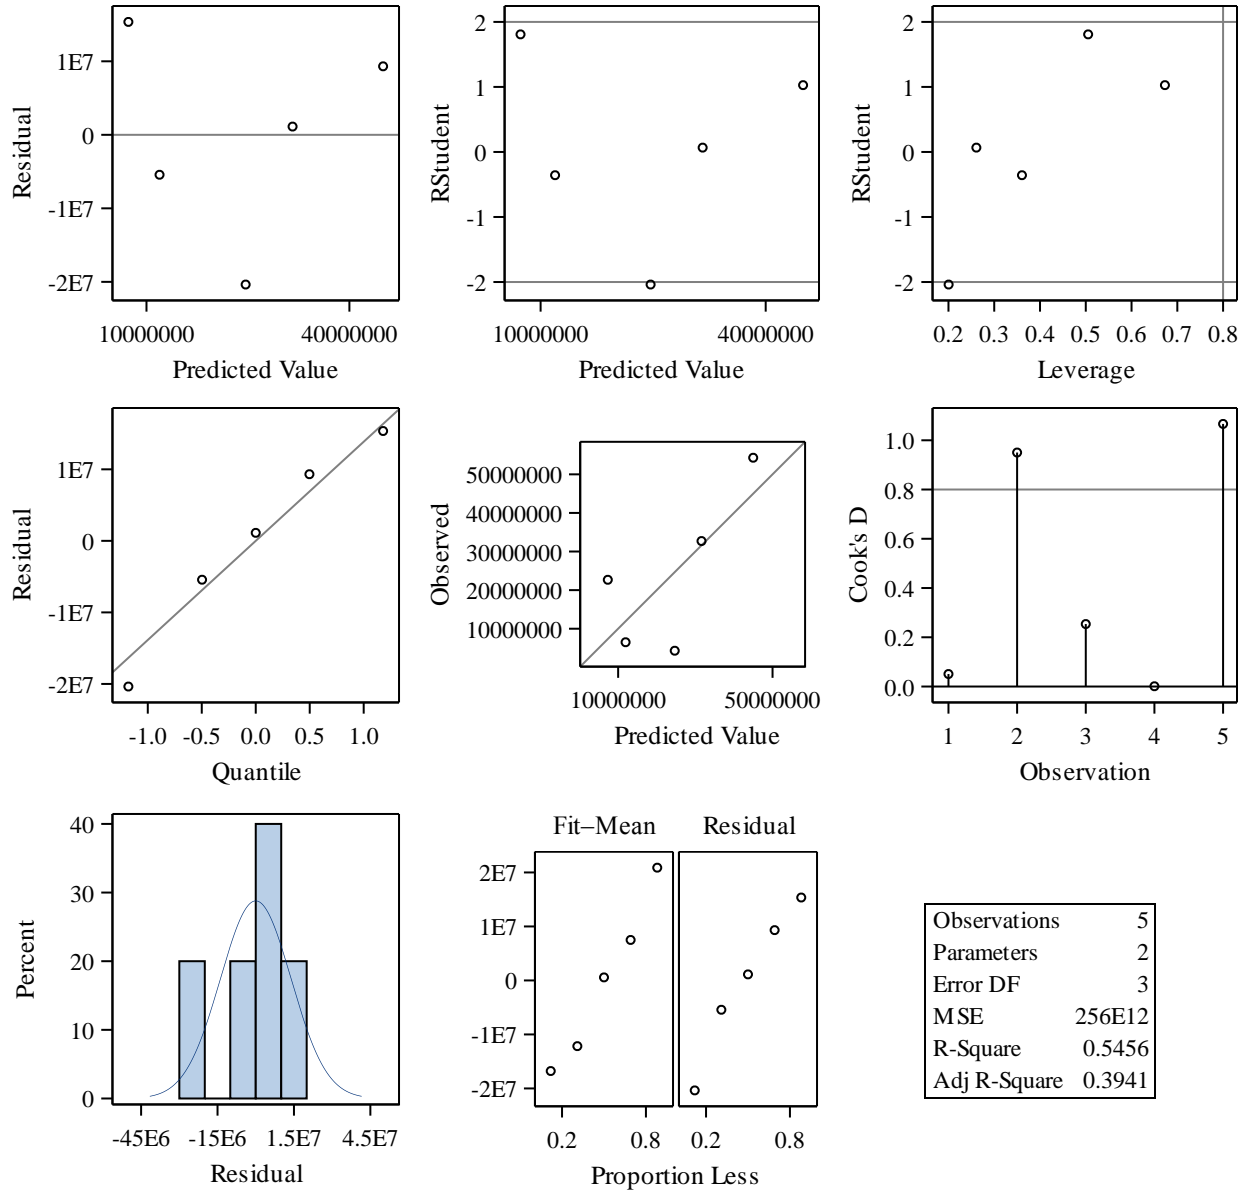 Residual
1E7
0
-1E7
-2E7
10000000 40000000
Predicted Value
RStudent
2
1
0
-1
-2
10000000 40000000
Predicted Value
RStudent
2
1
0
-1
-2
0.2 0.3 0.4 0.5 0.6 0.7 0.8
Leverage
Residual
1E7
0
-1E7
-2E7
-1.0 -0.5 0.0 0.5 1.0
Quantile
Observed
50000000
40000000
30000000
20000000
10000000
10000000 50000000
Predicted Value
Cook's D
1.0
0.8
0.6
0.4
0.2
0.0
1 2 3 4 5
Observation
Percent
40
30
20
10
0
-45E6 -15E6 1.5E7 4.5E7
Residual
Fit–Mean Residual
2E7
1E7
0
-1E7
-2E7
0.2 0.8 0.2 0.8
Proportion Less
Observations 5
Parameters 2
Error DF 3
MSE 256E12
R-Square 0.5456
Adj R-Square 0.3941